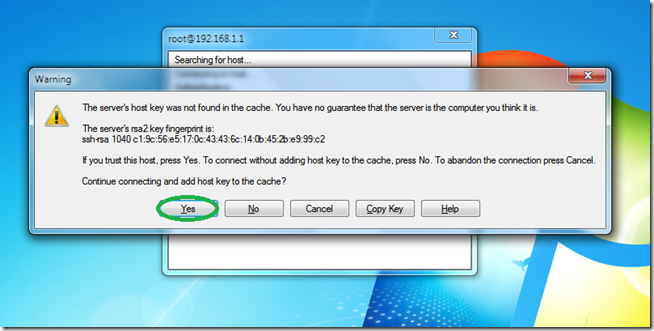 root@192.168.1.1
Searching for host...
Warning
The server's host key was not found in the cache. You have no guarantee that the server is the computer you think it is.
The server's rsa2 key fingerprint is:
ssh-rsa 1040 c1:9c:56:e5:17:0c:43:43:6c:14:0b:45:2b:e9:99:c2
If you trust this host, press Yes. To connect without adding host key to the cache, press No. To abandon the connection press Cancel.
Continue connecting and add host key to the cache?
Yes No Cancel Copy Key Help